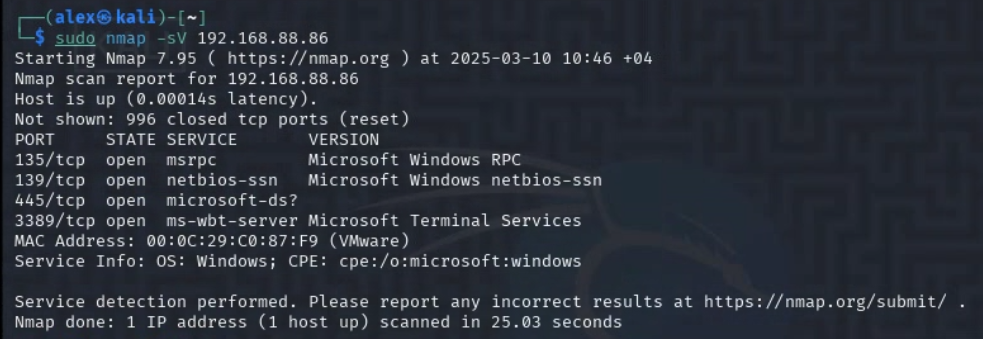 ┌──(alex㉿kali)-[~]
└─$ sudo nmap -sV 192.168.88.86
Starting Nmap 7.95 ( https://nmap.org ) at 2025-03-10 10:46 +04
Nmap scan report for 192.168.88.86
Host is up (0.00014s latency).
Not shown: 996 closed tcp ports (reset)
PORT     STATE SERVICE       VERSION
135/tcp  open  msrpc         Microsoft Windows RPC
139/tcp  open  netbios-ssn   Microsoft Windows netbios-ssn
445/tcp  open  microsoft-ds?
3389/tcp open  ms-wbt-server Microsoft Terminal Services
MAC Address: 00:0C:29:C0:87:F9 (VMware)
Service Info: OS: Windows; CPE: cpe:/o:microsoft:windows

Service detection performed. Please report any incorrect results at https://nmap.org/submit/ .
Nmap done: 1 IP address (1 host up) scanned in 25.03 seconds